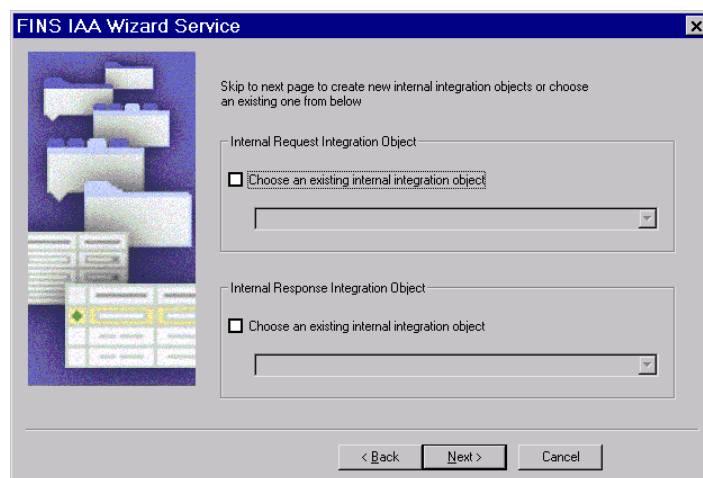 FINS IAA Wizard Service
Skip to next page to create new internal integration objects or choose
an existing one from below
Internal Request Integration Object
Choose an existing internal integration object
Internal Response Integration Object
Choose an existing internal integration object
< Back Next > Cancel